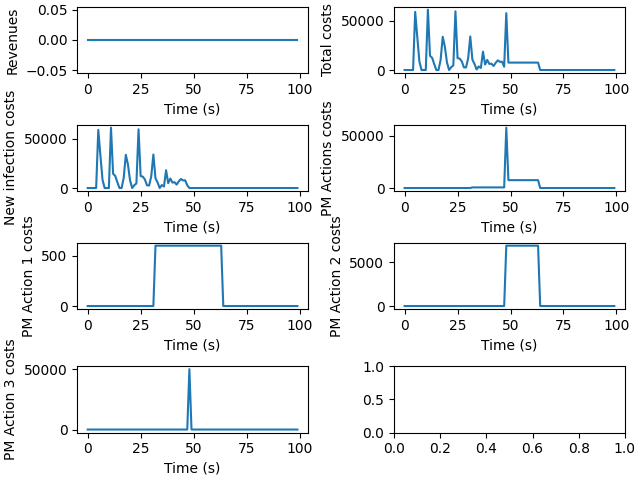 Revenues
0.05
0.00
−0.05
0 25 50 75 100
Time (s)
Total costs
50000
0
0 25 50 75 100
Time (s)
New infection costs
50000
0
0 25 50 75 100
Time (s)
PM Actions costs
50000
0
0 25 50 75 100
Time (s)
PM Action 1 costs
500
0
0 25 50 75 100
Time (s)
PM Action 2 costs
5000
0
0 25 50 75 100
Time (s)
PM Action 3 costs
50000
0
0 25 50 75 100
Time (s)
1.0
0.5
0.0
0.0 0.2 0.4 0.6 0.8 1.0